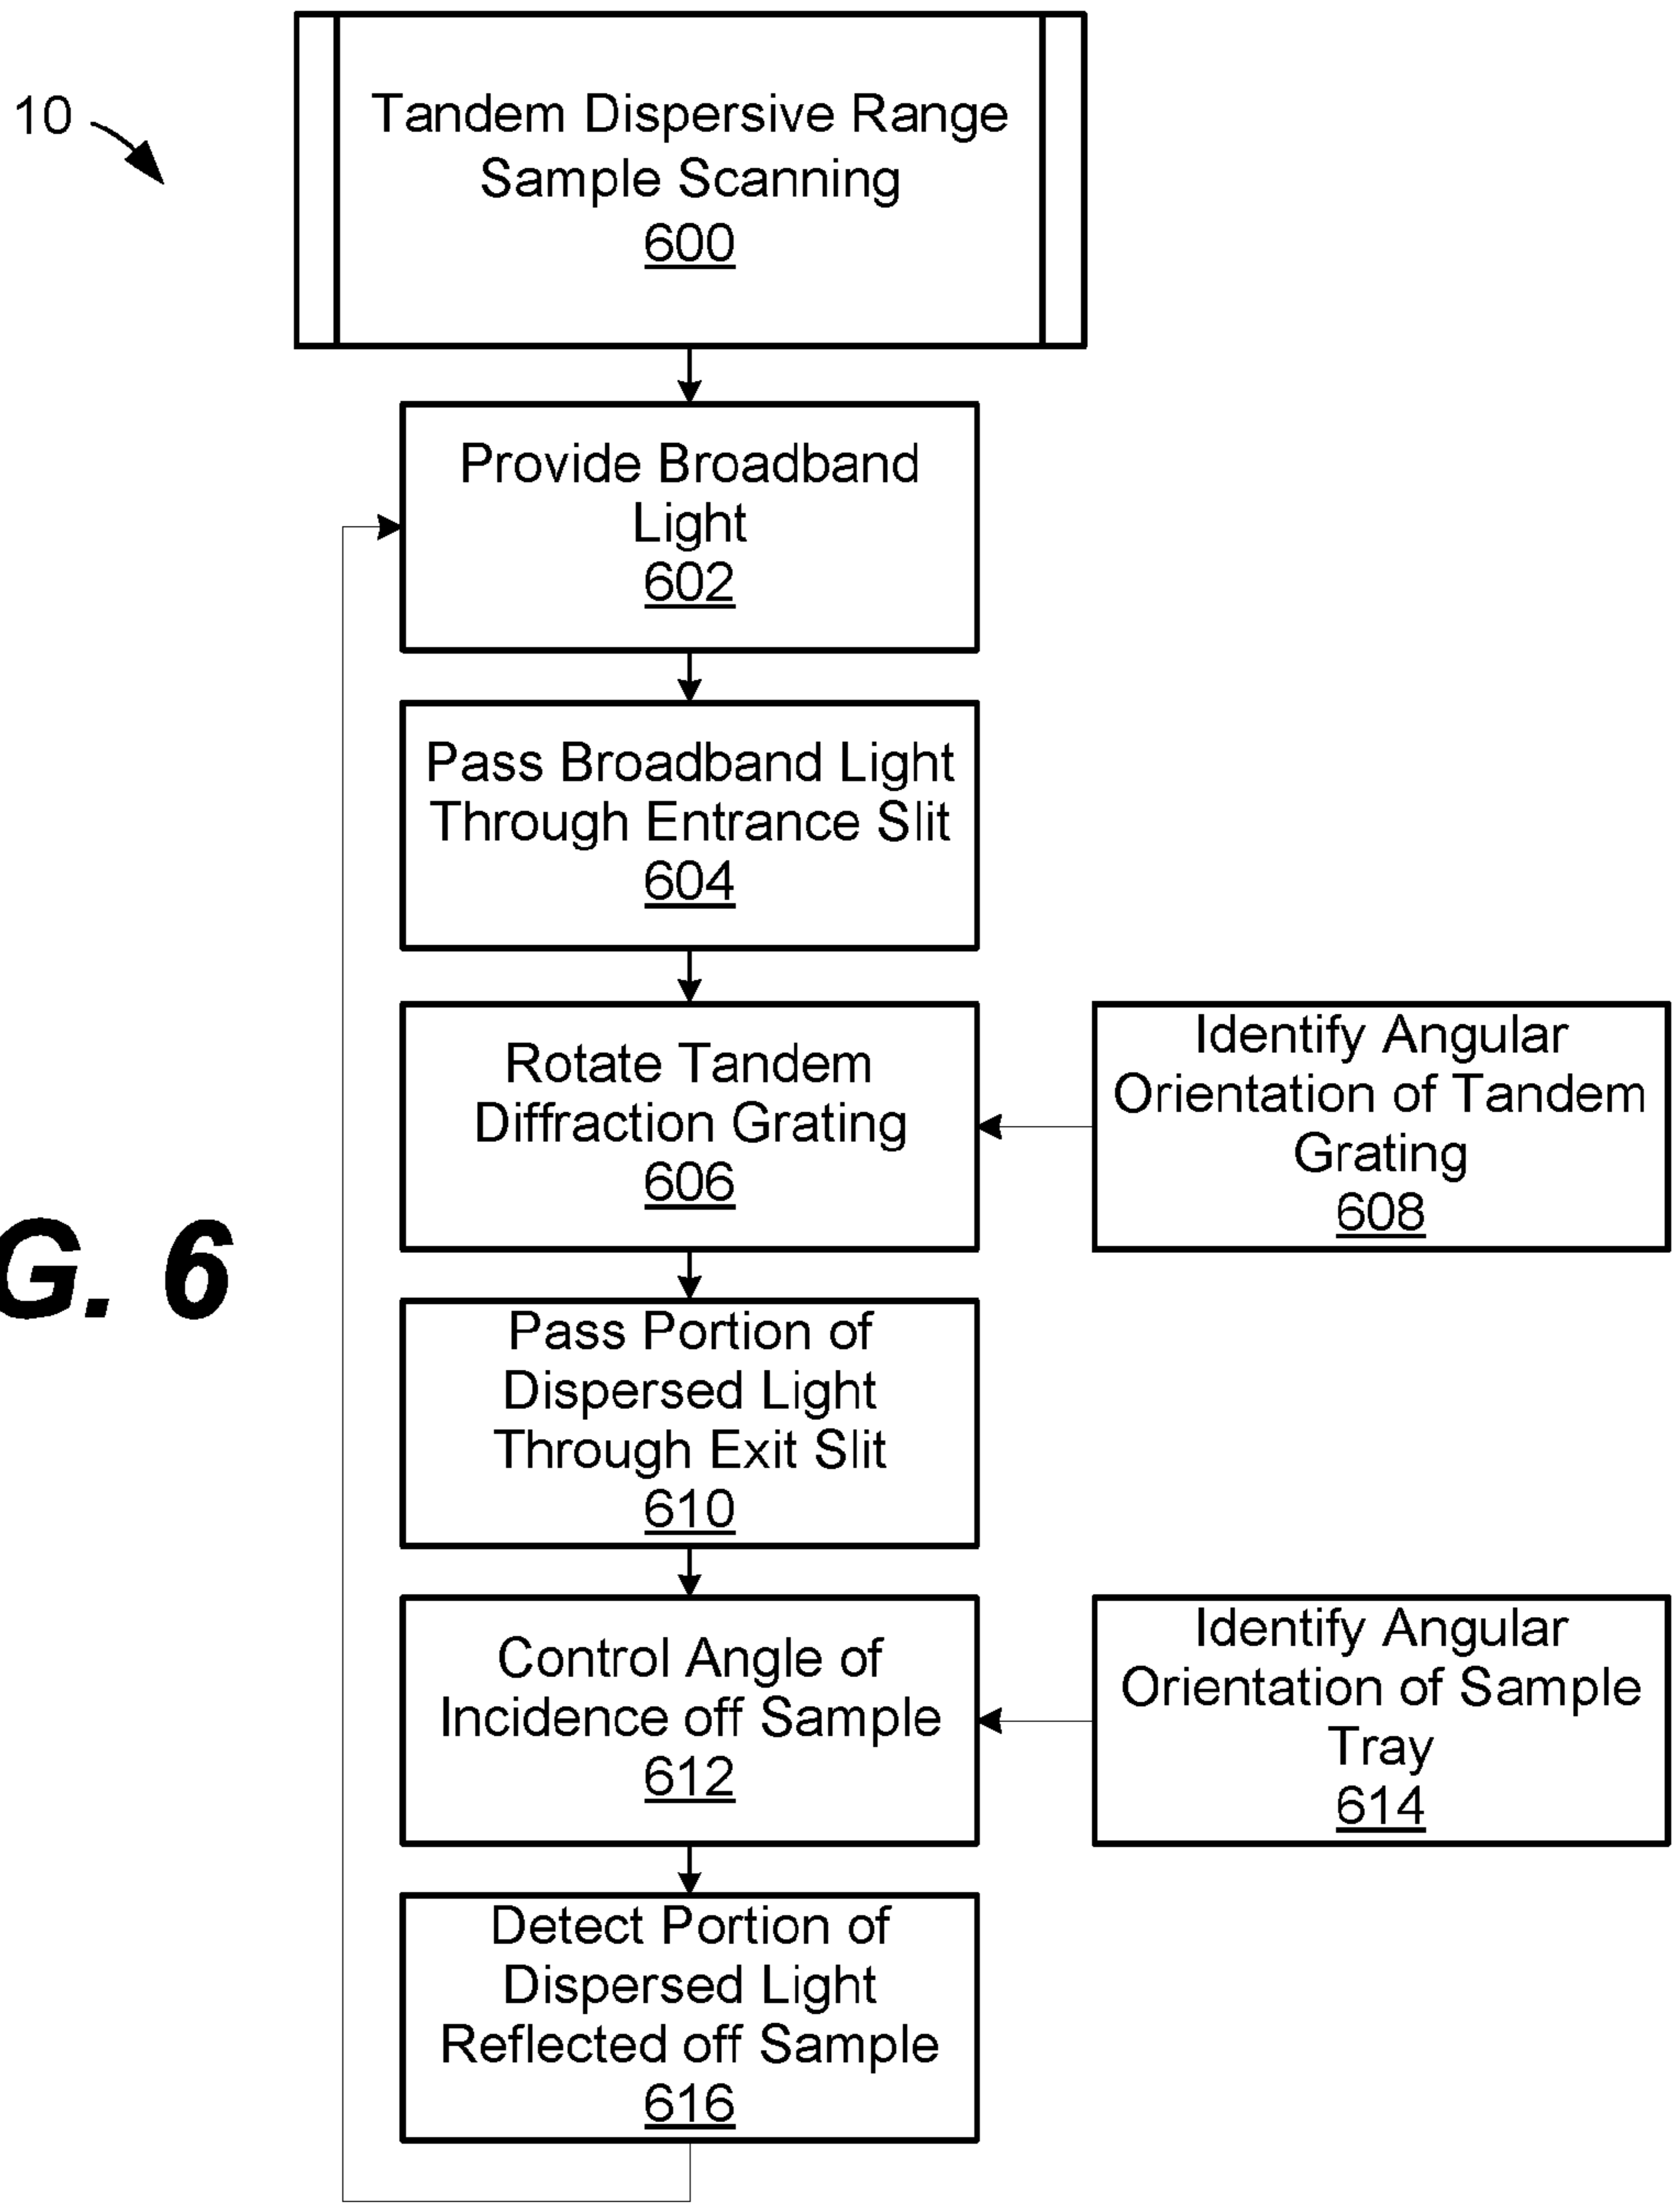 10
Tandem Dispersive Range
Sample Scanning
600
Provide Broadband
Light
602
Pass Broadband Light
Through Entrance Slit
604
Rotate Tandem
Diffraction Grating
606
Identify Angular
Orientation of Tandem
Grating
608
G. 6
Pass Portion of
Dispersed Light
Through Exit Slit
610
Control Angle of
Incidence off Sample
612
Identify Angular
Orientation of Sample
Tray
614
Detect Portion of
Dispersed Light
Reflected off Sample
616